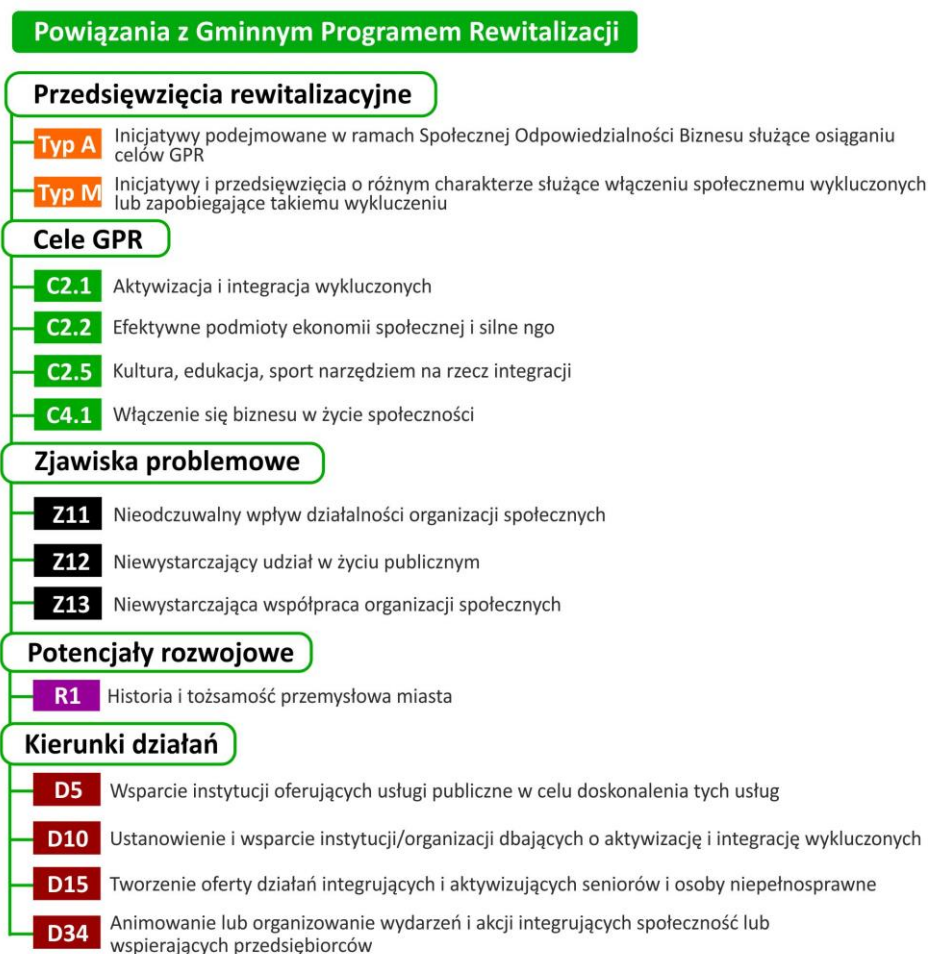 Powiązania z Gminnym Programem Rewitalizacji
Przedsięwzięcia rewitalizacyjne
Typ A Inicjatywy podejmowane w ramach Społecznej Odpowiedzialności Biznesu służące osiąganiu
celów GPR
Typ M Inicjatywy i przedsięwzięcia o różnym charakterze służące włączeniu społecznemu wykluczonych
lub zapobiegające takiemu wykluczeniu
Cele GPR
C2.1 Aktywizacja i integracja wykluczonych
C2.2 Efektywne podmioty ekonomii społecznej i silne ngo
C2.5 Kultura, edukacja, sport narzędziem na rzecz integracji
C4.1 Włączenie się biznesu w życie społeczności
Zjawiska problemowe
Z11 Nieodczuwalny wpływ działalności organizacji społecznych
Z12 Niewystarczający udział w życiu publicznym
Z13 Niewystarczająca współpraca organizacji społecznych
Potencjały rozwojowe
R1 Historia i tożsamość przemysłowa miasta
Kierunki działań
D5 Wsparcie instytucji oferujących usługi publiczne w celu doskonalenia tych usług
D10 Ustanowienie i wsparcie instytucji/organizacji dbających o aktywizację i integrację wykluczonych
D15 Tworzenie oferty działań integrujących i aktywizujących seniorów i osoby niepełnosprawne
D34 Animowanie lub organizowanie wydarzeń i akcji integrujących społeczność lub
wspierających przedsiębiorców